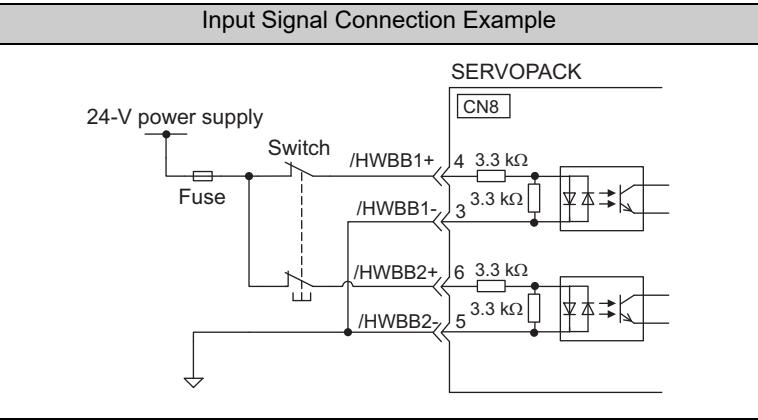 Input Signal Connection Example
SERVOPACK
CN8
24-V power supply
Switch
Fuse
/HWBB1+ 4 3.3 kΩ
/HWBB1- 3 3.3 kΩ
/HWBB2+ 6 3.3 kΩ
/HWBB2- 5 3.3 kΩ